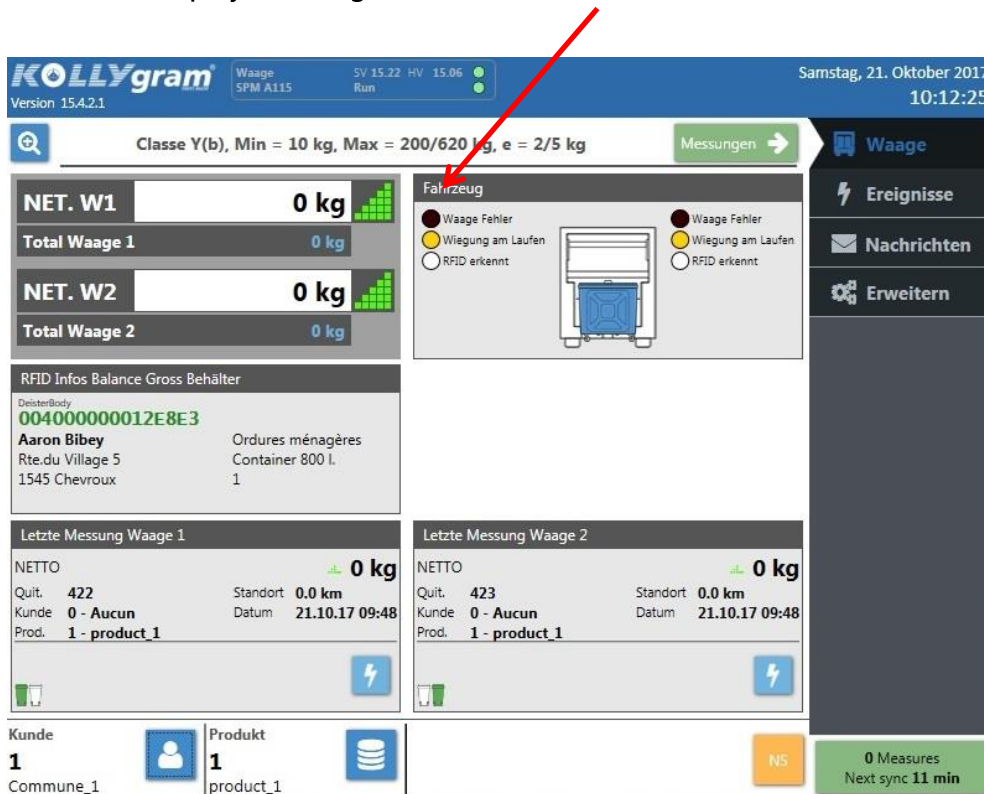 KOLLYgram
Version 15.4.2.1
Waage SV 15.22 HV 15.06
SPM A115 Run
Samstag, 21. Oktober 2017
10:12:25
Classe Y(b), Min = 10 kg, Max = 200/620 kg, e = 2/5 kg
Messungen
Waage
Ereignisse
Nachrichten
Erweitern
NET. W1 0 kg
Total Waage 1 0 kg
NET. W2 0 kg
Total Waage 2 0 kg
Fahrzeug
Waage Fehler
Wiegung am Laufen
RFID erkennt
Waage Fehler
Wiegung am Laufen
RFID erkennt
RFID Infos Balance Gross Behälter
DeisterBody
004000000012E8E3
Aaron Bibey Ordures ménagères
Rte.du Village 5 Container 800 l.
1545 Chevroux 1
Letzte Messung Waage 1
NETTO 0 kg
Quit. 422 Standort 0.0 km
Kunde 0 - Aucun Datum 21.10.17 09:48
Prod. 1 - product_1
Letzte Messung Waage 2
NETTO 0 kg
Quit. 423 Standort 0.0 km
Kunde 0 - Aucun Datum 21.10.17 09:48
Prod. 1 - product_1
Kunde
1
Commune_1
Produkt
1
product_1
NS
0 Measures
Next sync 11 min